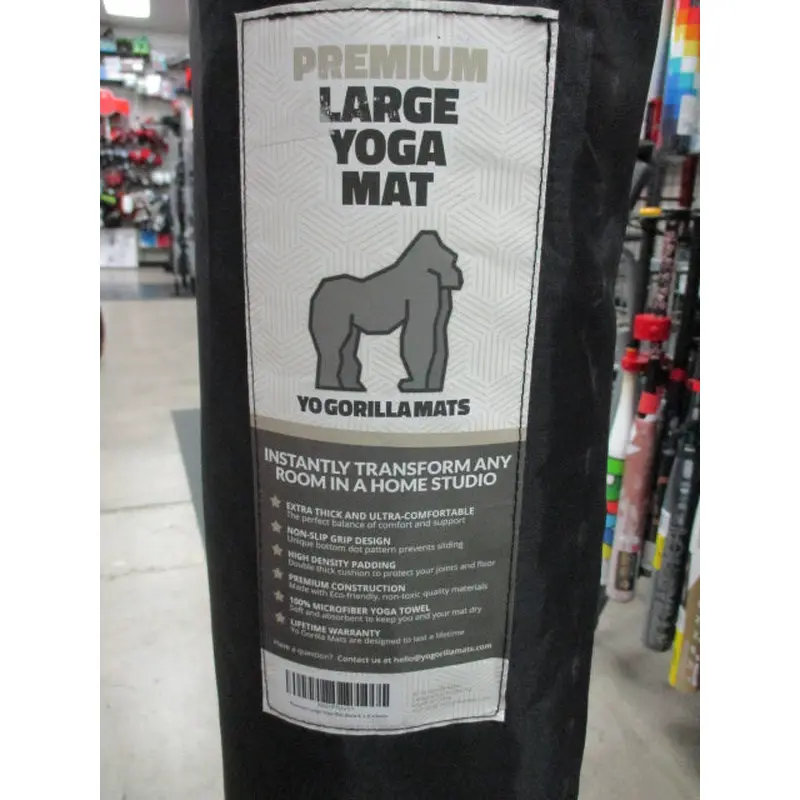 PREMIUM
LARGE
YOGA
MAT
YO GORILLA MATS
INSTANTLY TRANSFORM ANY
ROOM IN A HOME STUDIO
EXTRA THICK AND ULTRA-COMFORTABLE
The perfect balance of comfort and support
NON-SLIP GRIP DESIGN
Unique bottom dot pattern prevents sliding
HIGH DENSITY PADDING
Double thick cushion to protect your joints and floor
PREMIUM CONSTRUCTION
Made with Eco-friendly, non-toxic quality materials
100% MICROFIBER YOGA TOWEL
Soft and absorbent to keep you and your mat dry
LIFETIME WARRANTY
Yo Gorilla Mats are designed to last a lifetime
Have a question? Contact us at hello@yogorillamats.com